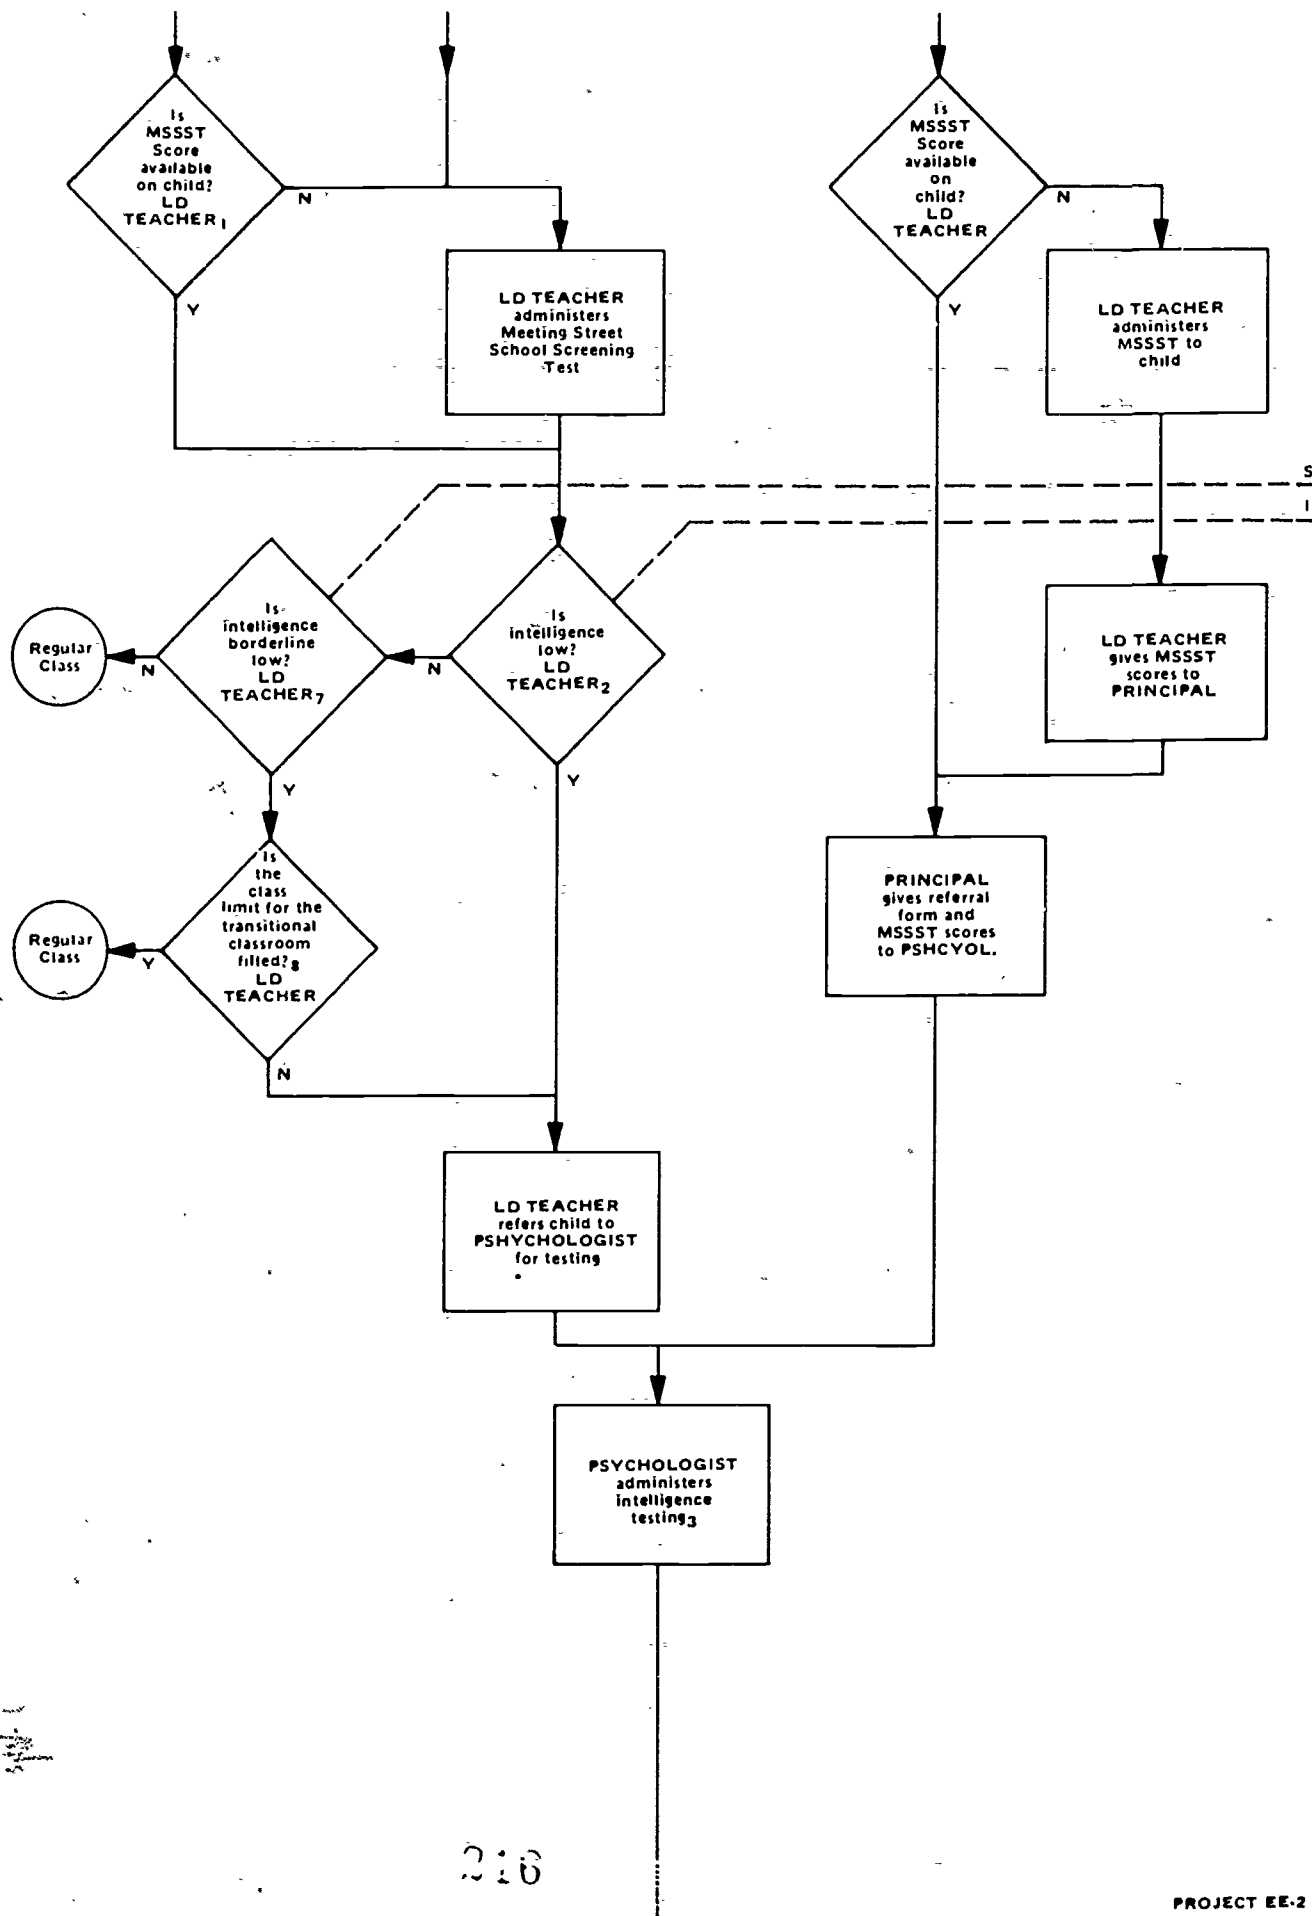 Is
MSSST
Score
available
on child?
LD
TEACHER1
N
Y
LD TEACHER
administers
Meeting Street
School Screening
Test
Is
MSSST
Score
available
on
child?
LD
TEACHER
N
Y
LD TEACHER
administers
MSSST to
child
S
I
Regular
Class
N
Is
intelligence
borderline
low?
LD
TEACHER7
Y
N
Is
intelligence
low?
LD
TEACHER2
Y
LD TEACHER
gives MSSST
scores to
PRINCIPAL
Regular
Class
Y
Is
the
class
limit for the
transitional
classroom
filled?8
LD
TEACHER
N
PRINCIPAL
gives referral
form and
MSSST scores
to PSHCYOL.
LD TEACHER
refers child to
PSHYCHOLOGIST
for testing
PSYCHOLOGIST
administers
intelligence
testing3
216
PROJECT EE-2